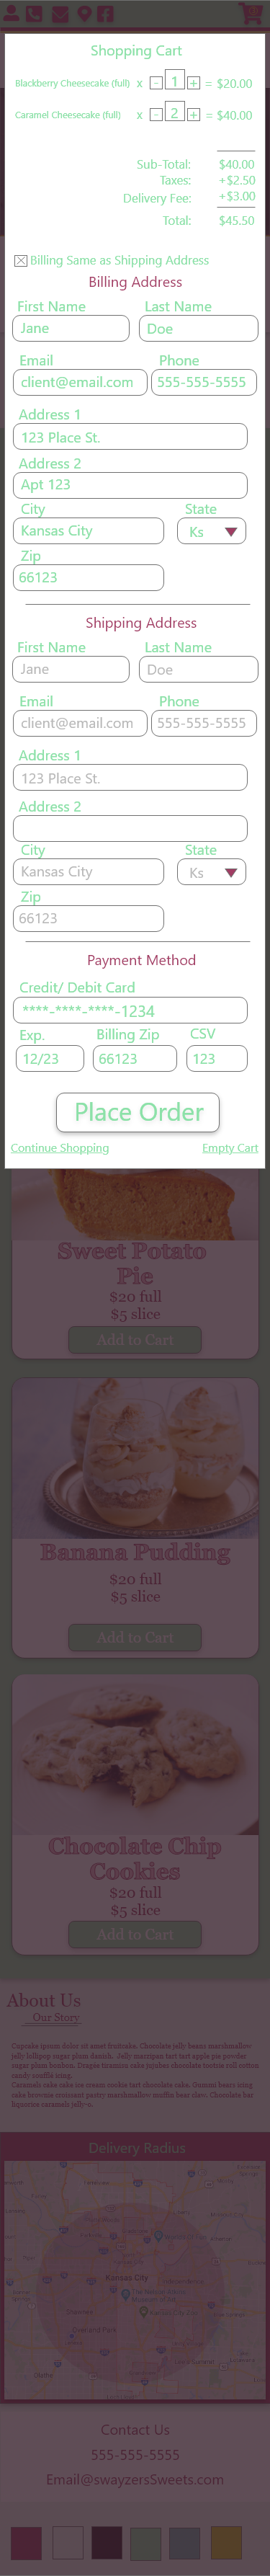 Shopping Cart
Blackberry Cheesecake (full) x - 1 + = $20.00
Caramel Cheesecake (full) x - 2 + = $40.00
Sub-Total: $40.00
Taxes: +$2.50
Delivery Fee: +$3.00
Total: $45.50
Billing Same as Shipping Address
Billing Address
First Name Last Name
Jane Doe
Email Phone
client@email.com 555-555-5555
Address 1
123 Place St.
Address 2
Apt 123
City State
Kansas City Ks
Zip
66123
Shipping Address
First Name Last Name
Jane Doe
Email Phone
client@email.com 555-555-5555
Address 1
123 Place St.
Address 2
City State
Kansas City Ks
Zip
66123
Payment Method
Credit/ Debit Card
****-****-****-1234
Exp. Billing Zip CSV
12/23 66123 123
Place Order
Continue Shopping Empty Cart
Sweet Potato
Pie
$20 full
$5 slice
Add to Cart
Banana Pudding
$20 full
$5 slice
Add to Cart
Chocolate Chip
Cookies
$20 full
$5 slice
Add to Cart
About Us
Our Story
Delivery Radius
Kansas City
Contact Us
555-555-5555
Email@swayzersSweets.com